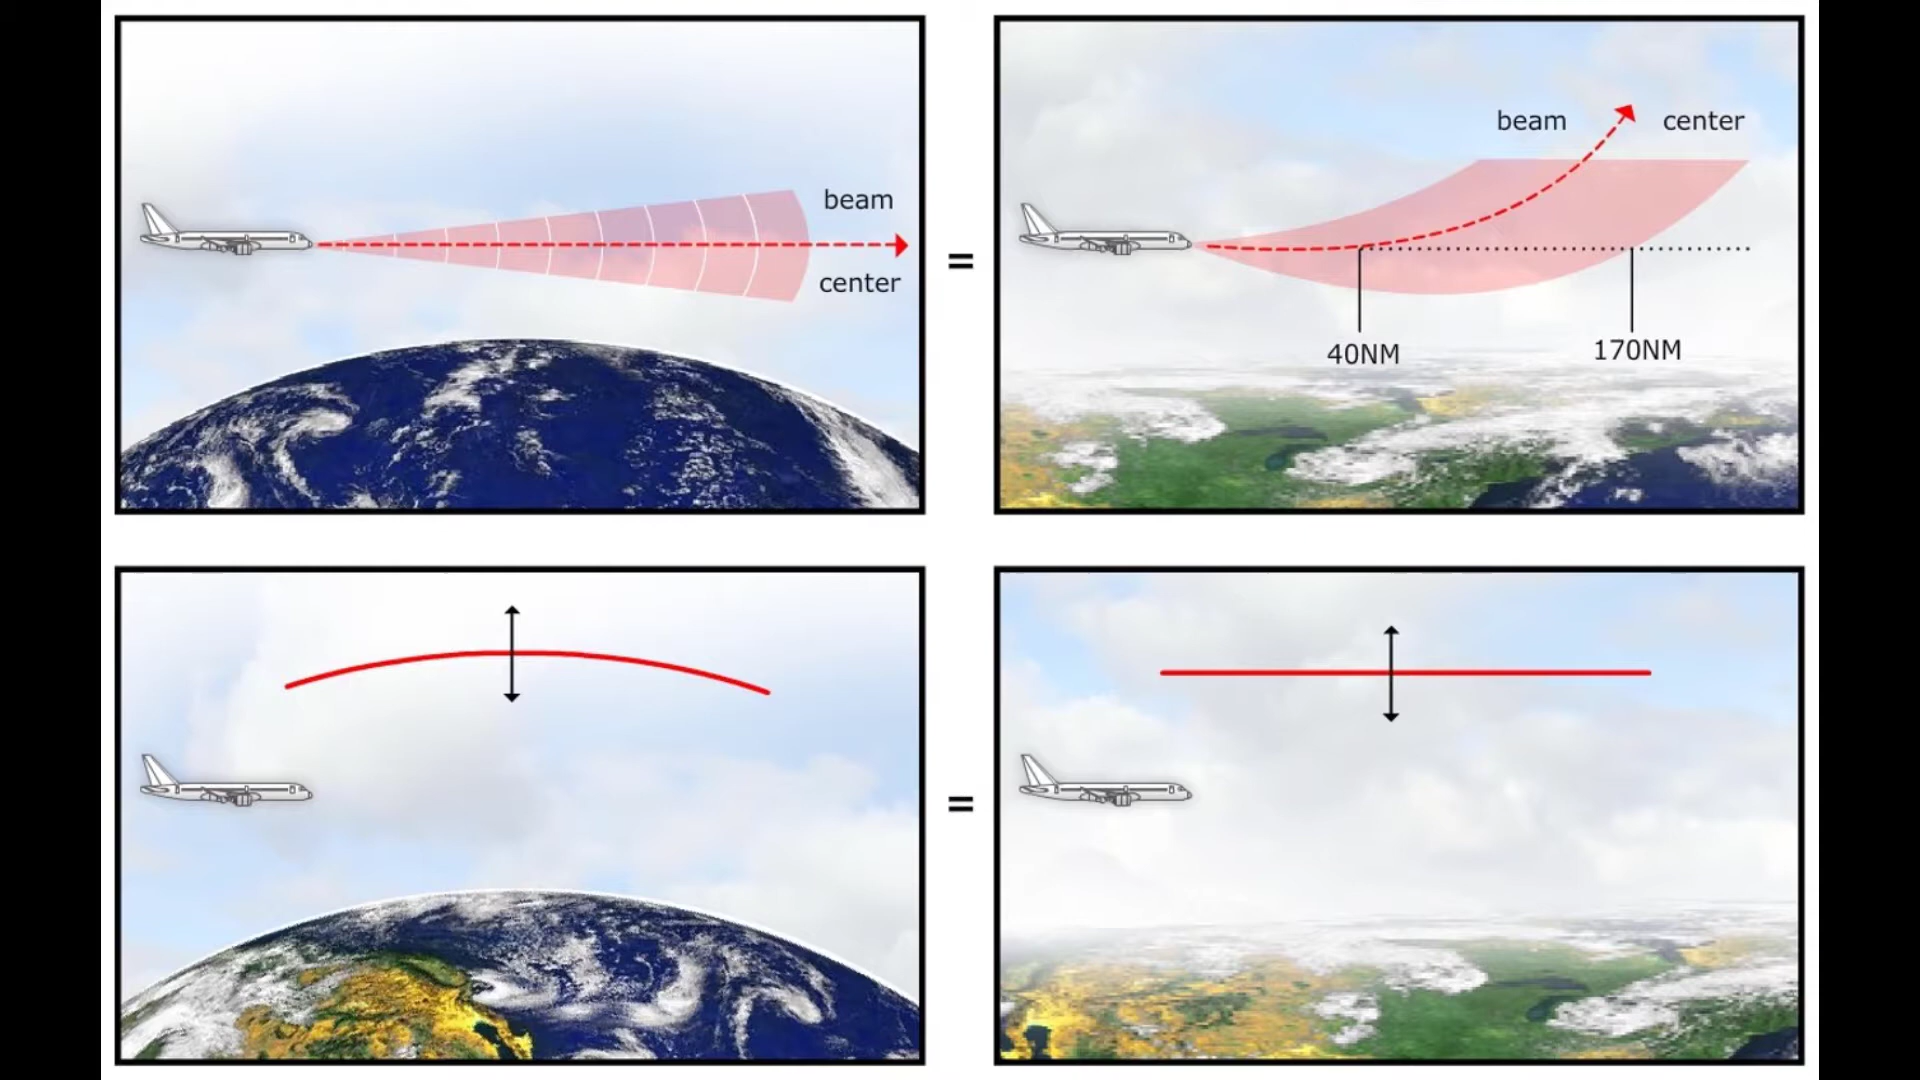 beam
center
=
beam center
40NM
170NM
=